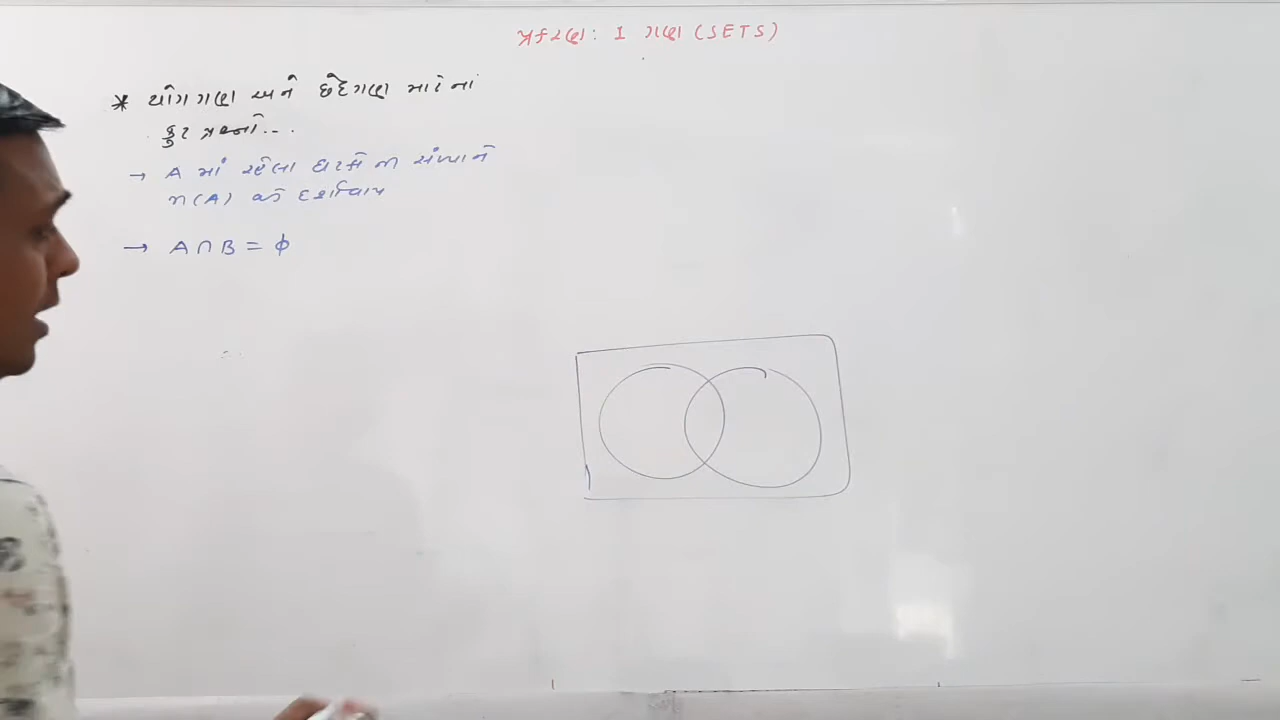 પ્રકરણ: 1 ગણ (SETS)
* યોગગણ અને છેદગણ માટેના
કુટ પ્રશ્નો...
→ A માં રહેલા ઘટકોની સંખ્યાને
n(A) વડે દર્શાવાય
→ A∩B = ϕ